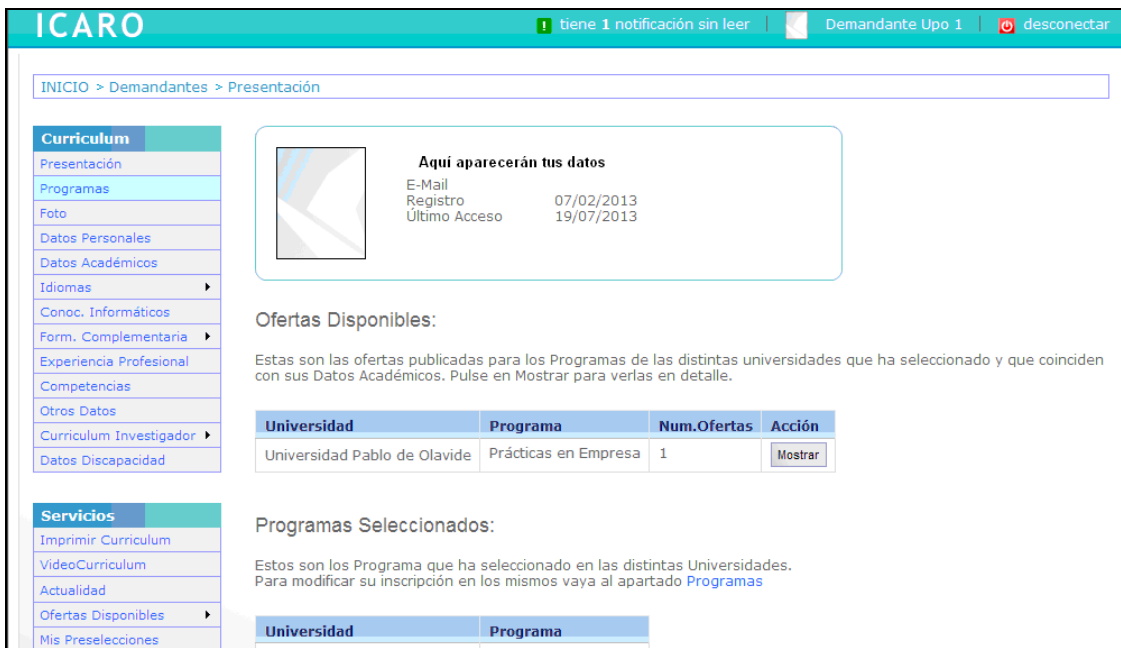 ICARO
tiene 1 notificación sin leer
Demandante Upo 1
desconectar
INICIO > Demandantes > Presentación
Curriculum
Presentación
Programas
Foto
Datos Personales
Datos Académicos
Idiomas
Conoc. Informáticos
Form. Complementaria
Experiencia Profesional
Competencias
Otros Datos
Curriculum Investigador
Datos Discapacidad
Servicios
Imprimir Curriculum
VideoCurriculum
Actualidad
Ofertas Disponibles
Mis Preselecciones
Aquí aparecerán tus datos
E-Mail
Registro 07/02/2013
Último Acceso 19/07/2013
Ofertas Disponibles:
Estas son las ofertas publicadas para los Programas de las distintas universidades que ha seleccionado y que coinciden
con sus Datos Académicos. Pulse en Mostrar para verlas en detalle.
Universidad Programa Num.Ofertas Acción
Universidad Pablo de Olavide Prácticas en Empresa 1 Mostrar
Programas Seleccionados:
Estos son los Programa que ha seleccionado en las distintas Universidades.
Para modificar su inscripción en los mismos vaya al apartado Programas
Universidad Programa